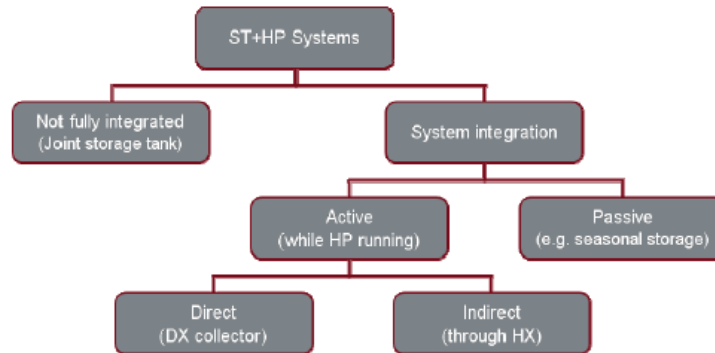 ST+HP Systems
Not fully integrated
(Joint storage tank)
System integration
Active
(while HP running)
Passive
(e.g. seasonal storage)
Direct
(DX collector)
Indirect
(through HX)